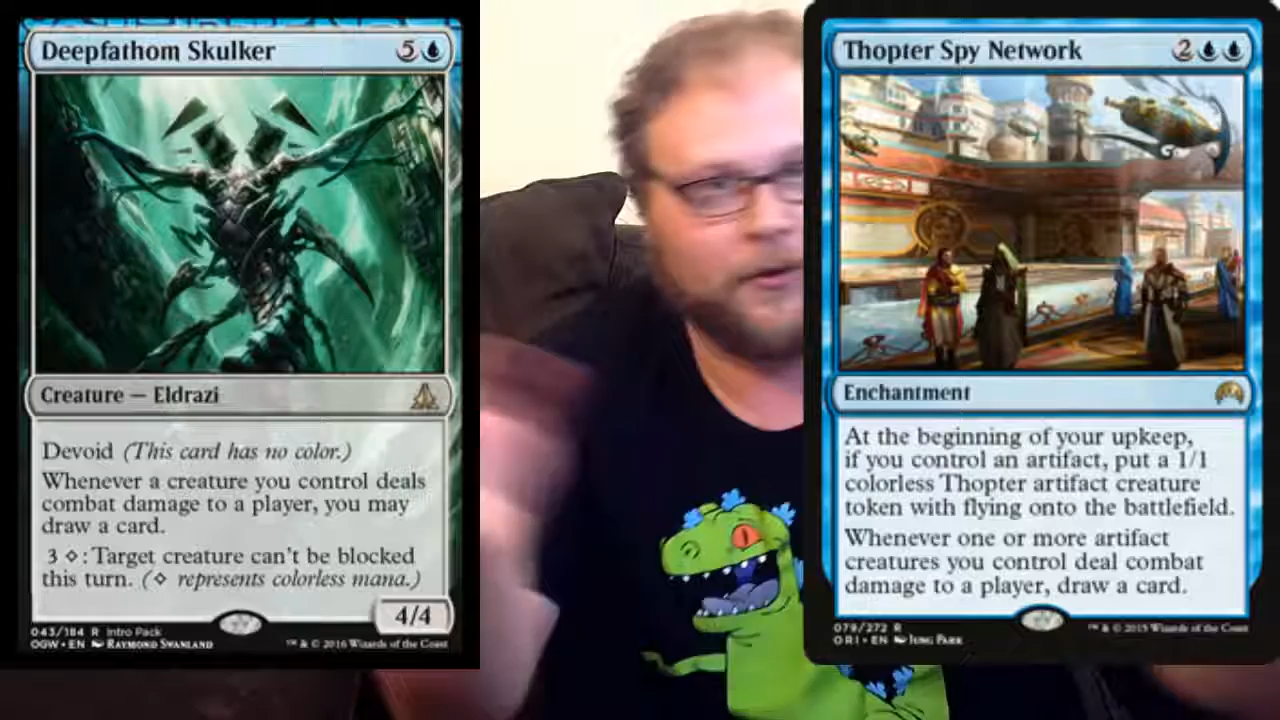 Deepfathom Skulker 5
Creature — Eldrazi
Devoid (This card has no color.)
Whenever a creature you control deals
combat damage to a player, you may
draw a card.
3 ◇: Target creature can't be blocked
this turn. (◇ represents colorless mana.)
4/4
043/184 R Intro Pack
OGW • EN Raymond Swanland
™ & © 2016 Wizards of the Coast
Thopter Spy Network 2
Enchantment
At the beginning of your upkeep,
if you control an artifact, put a 1/1
colorless Thopter artifact creature
token with flying onto the battlefield.
Whenever one or more artifact
creatures you control deal combat
damage to a player, draw a card.
079/272 R
ORI • EN Jung Park
™ & © 2015 Wizards of the Coast